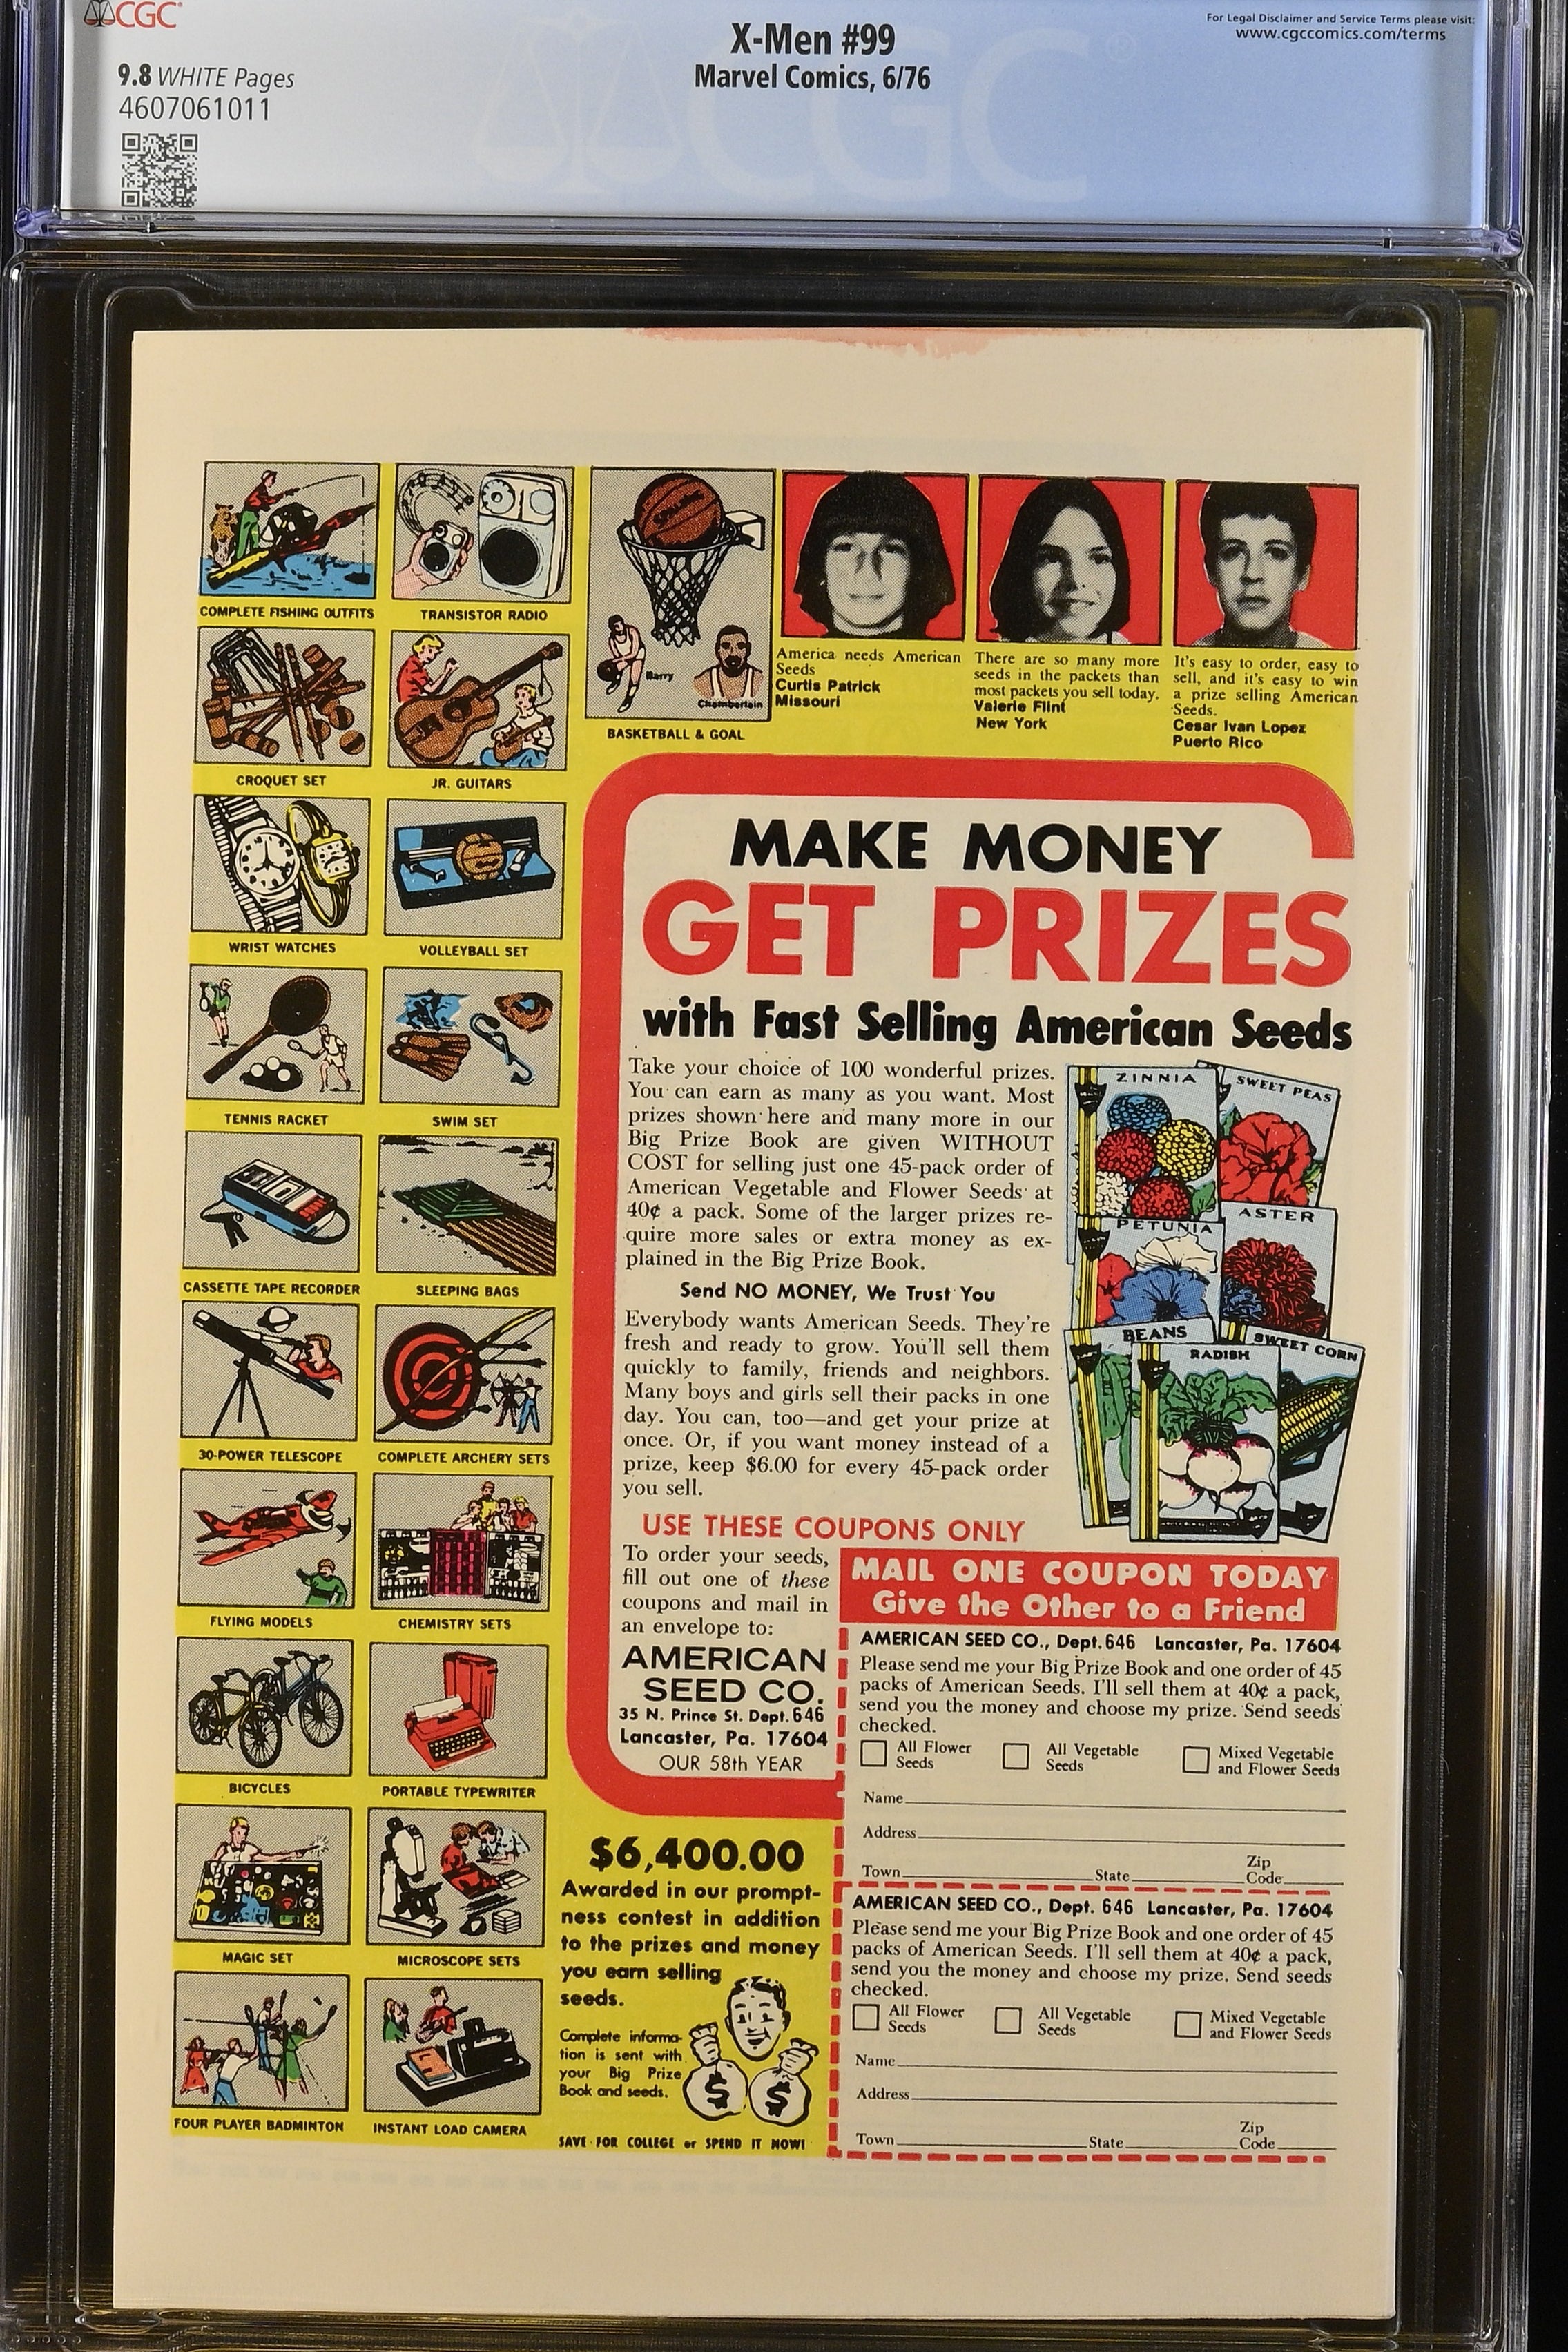 CGC
For Legal Disclaimer and Service Terms please visit:
www.cgccomics.com/terms
X-Men #99
Marvel Comics, 6/76
9.8 WHITE Pages
4607061011
COMPLETE FISHING OUTFITS
TRANSISTOR RADIO
CROQUET SET
JR. GUITARS
WRIST WATCHES
VOLLEYBALL SET
TENNIS RACKET
SWIM SET
CASSETTE TAPE RECORDER
SLEEPING BAGS
30-POWER TELESCOPE
COMPLETE ARCHERY SETS
FLYING MODELS
CHEMISTRY SETS
BICYCLES
PORTABLE TYPEWRITER
MAGIC SET
MICROSCOPE SETS
FOUR PLAYER BADMINTON
INSTANT LOAD CAMERA
Barry
Chamberlain
BASKETBALL & GOAL
America needs American
Seeds
Curtis Patrick
Missouri
There are so many more
seeds in the packets than
most packets you sell today.
Valerie Flint
New York
It's easy to order, easy to
sell, and it's easy to win
a prize selling American
Seeds.
Cesar Ivan Lopez
Puerto Rico
MAKE MONEY
GET PRIZES
with Fast Selling American Seeds
Take your choice of 100 wonderful prizes.
You can earn as many as you want. Most
prizes shown here and many more in our
Big Prize Book are given WITHOUT
COST for selling just one 45-pack order of
American Vegetable and Flower Seeds at
40¢ a pack. Some of the larger prizes re-
quire more sales or extra money as ex-
plained in the Big Prize Book.
Send NO MONEY, We Trust You
Everybody wants American Seeds. They're
fresh and ready to grow. You'll sell them
quickly to family, friends and neighbors.
Many boys and girls sell their packs in one
day. You can, too—and get your prize at
once. Or, if you want money instead of a
prize, keep $6.00 for every 45-pack order
you sell.
ZINNIA
SWEET PEAS
PETUNIA
ASTER
BEANS
SWEET CORN
RADISH
USE THESE COUPONS ONLY
To order your seeds,
fill out one of these
coupons and mail in
an envelope to:
AMERICAN
SEED CO.
35 N. Prince St. Dept. 646
Lancaster, Pa. 17604
OUR 58th YEAR
MAIL ONE COUPON TODAY
Give the Other to a Friend
AMERICAN SEED CO., Dept. 646 Lancaster, Pa. 17604
Please send me your Big Prize Book and one order of 45
packs of American Seeds. I'll sell them at 40¢ a pack,
send you the money and choose my prize. Send seeds
checked.
All Flower Seeds
All Vegetable Seeds
Mixed Vegetable and Flower Seeds
Name
Address
Town State Zip Code
AMERICAN SEED CO., Dept. 646 Lancaster, Pa. 17604
Please send me your Big Prize Book and one order of 45
packs of American Seeds. I'll sell them at 40¢ a pack,
send you the money and choose my prize. Send seeds
checked.
All Flower Seeds
All Vegetable Seeds
Mixed Vegetable and Flower Seeds
Name
Address
Town State Zip Code
$6,400.00
Awarded in our prompt-
ness contest in addition
to the prizes and money
you earn selling
seeds.
Complete informa-
tion is sent with
your Big Prize
Book and seeds.
$ $
SAVE FOR COLLEGE or SPEND IT NOW!